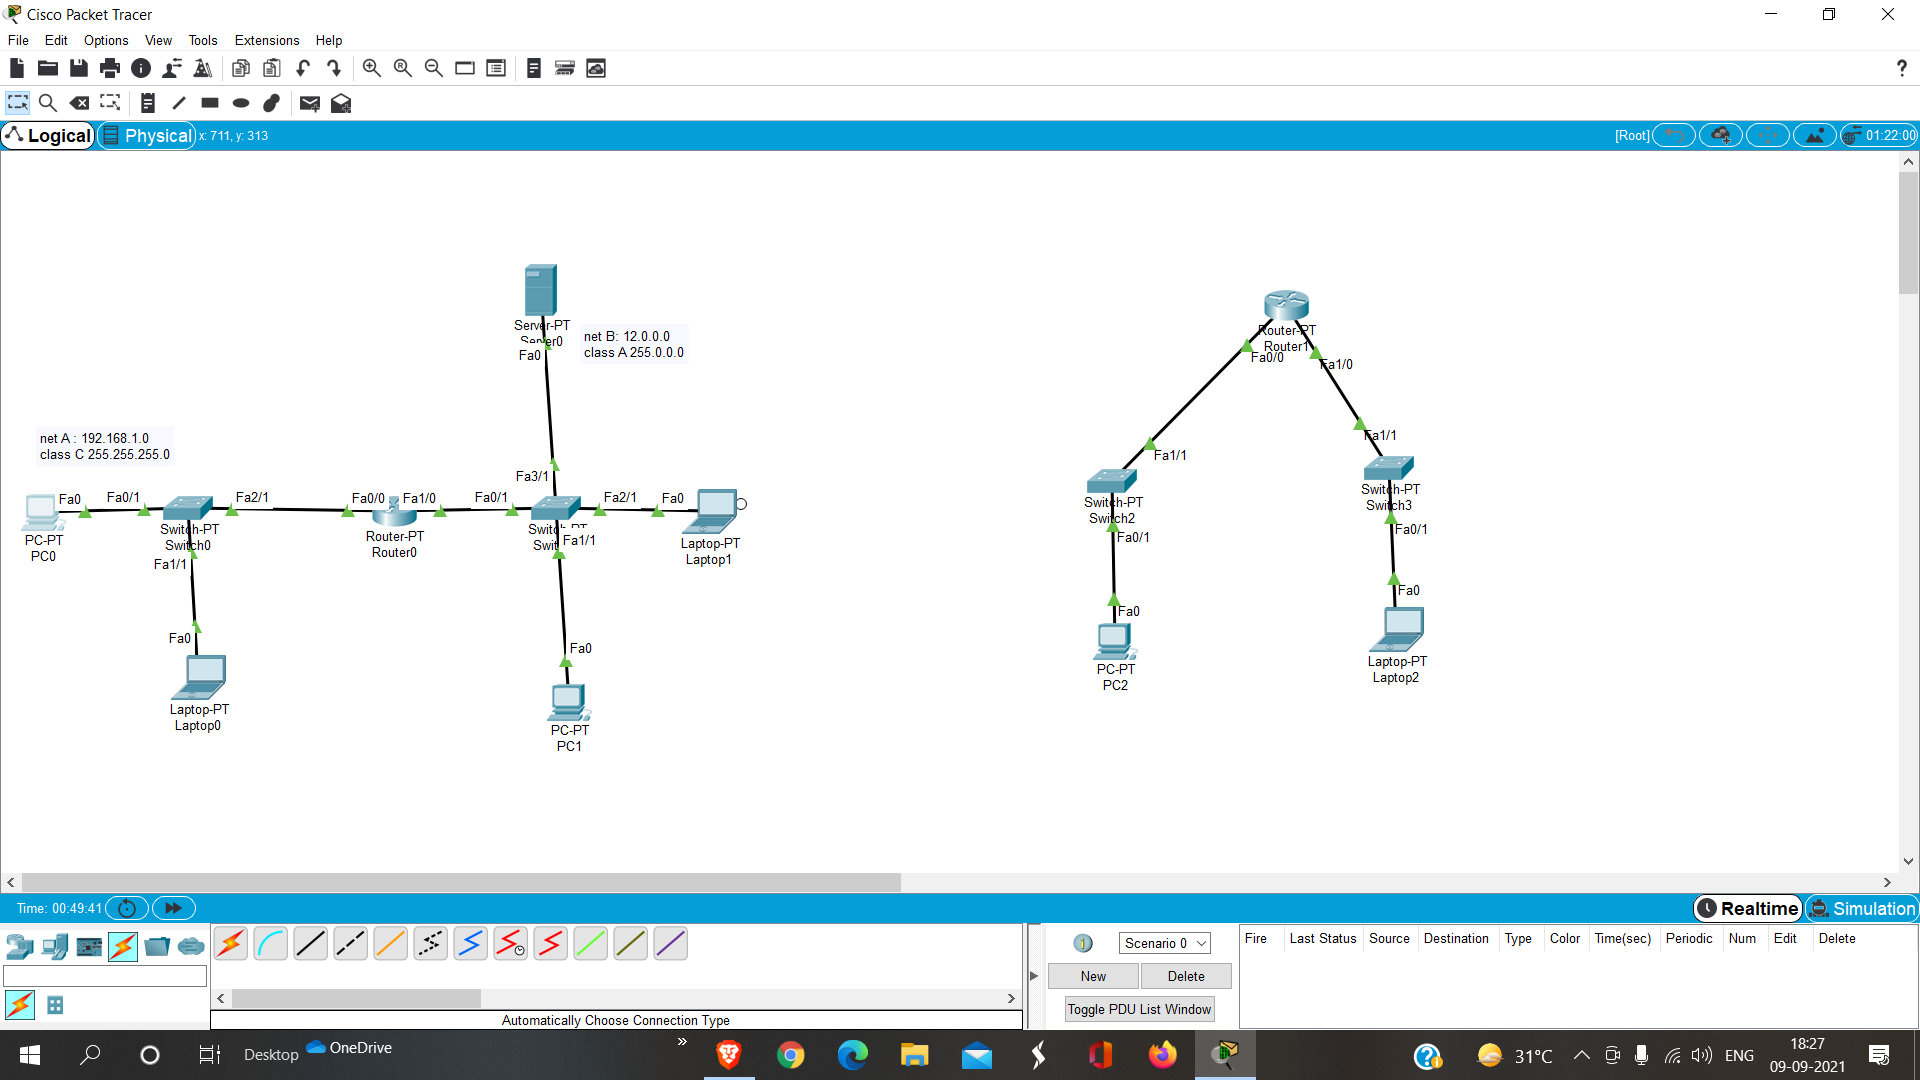 Cisco Packet Tracer
File Edit Options View Tools Extensions Help
?
Logical Physical x: 711, y: 313 [Root] 01:22:00
Server-PT
Server0
Fa0
net B: 12.0.0.0
class A 255.0.0.0
Router-PT
Router1
Fa0/0
Fa1/0
net A : 192.168.1.0
class C 255.255.255.0
Fa1/1
Fa1/1
Fa3/1
Fa0 Fa0/1 Fa2/1 Fa0/0 Fa1/0 Fa0/1 Fa2/1 Fa0
PC-PT
PC0
Switch-PT
Switch0
Fa1/1
Router-PT
Router0
Fa1/1
Laptop-PT
Laptop1
Switch-PT
Switch2
Fa0/1
Switch-PT
Switch3
Fa0/1
Fa0
Laptop-PT
Laptop0
Fa0
PC-PT
PC1
Fa0
PC-PT
PC2
Fa0
Laptop-PT
Laptop2
Time: 00:49:41 Realtime Simulation
1 Scenario 0
New Delete
Toggle PDU List Window
Fire Last Status Source Destination Type Color Time(sec) Periodic Num Edit Delete
Automatically Choose Connection Type
Desktop OneDrive » 31°C ENG 18:27
09-09-2021